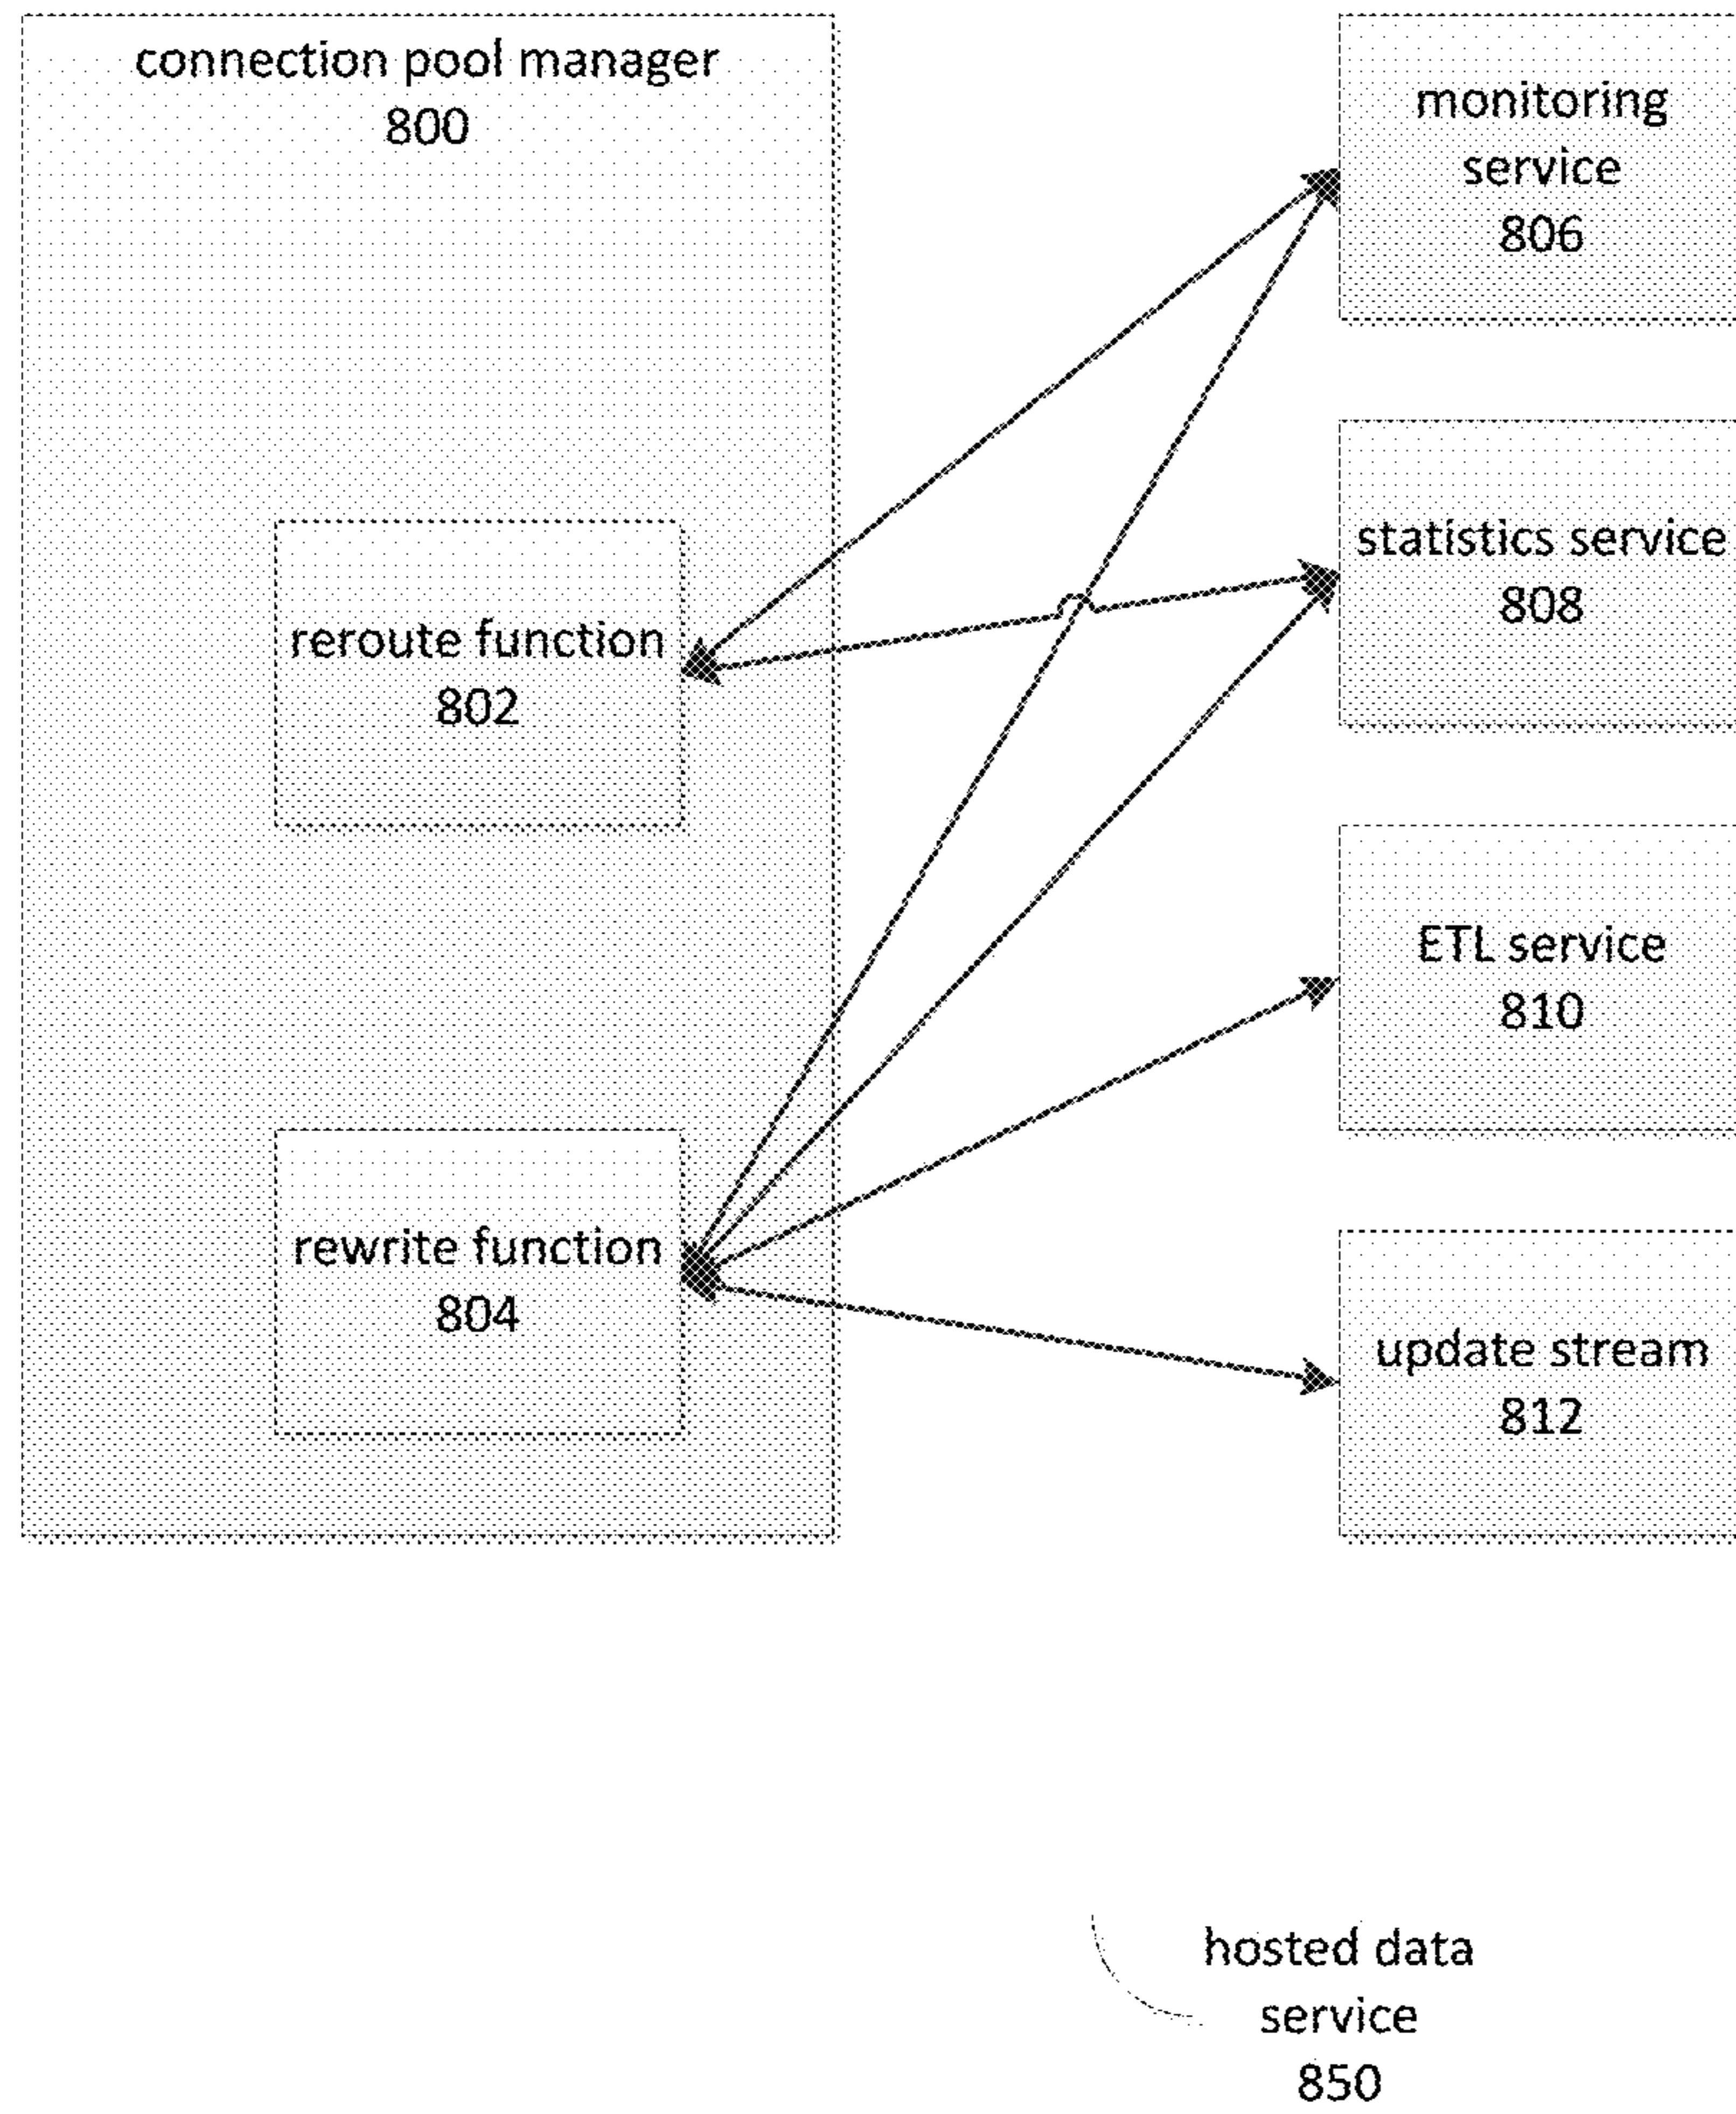 connection pool manager
800
reroute function
802
rewrite function
804
monitoring
service
806
statistics service
808
ETL service
810
update stream
812
hosted data
service
850